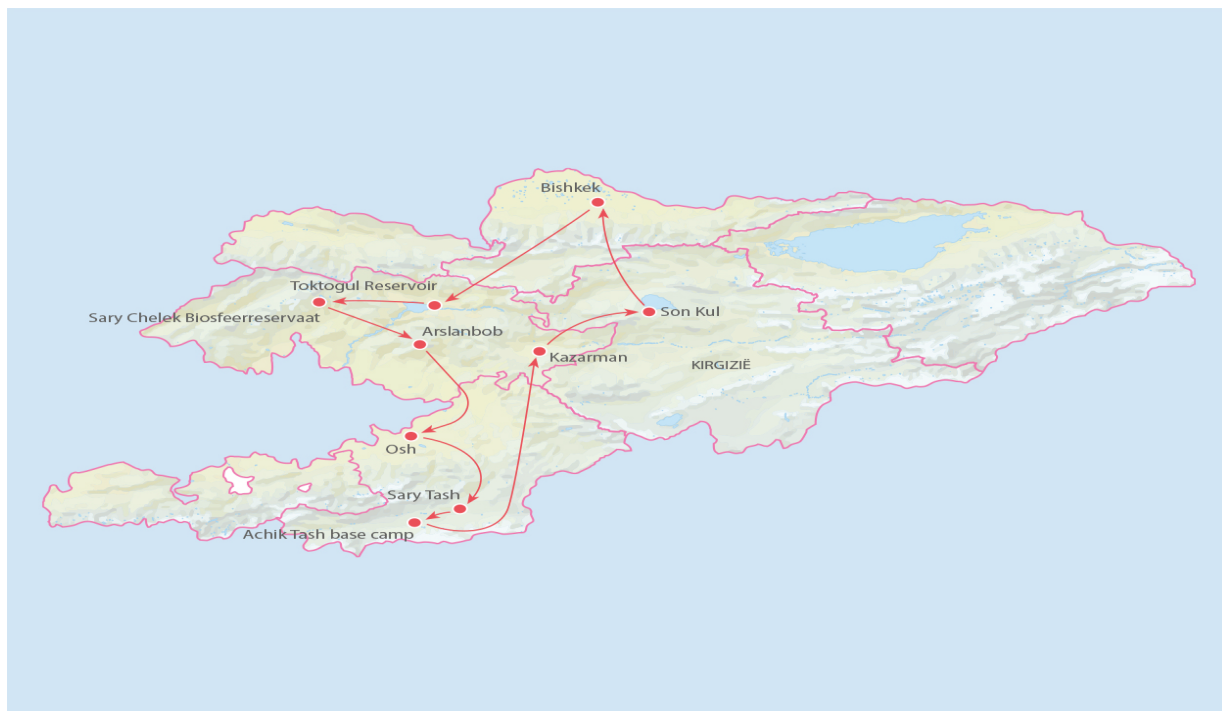 Bishkek
Toktogul Reservoir
Son Kul
Sary Chelek Biosfeerreservaat
Arslanbob
Kazarman
KIRGIZIË
Osh
Sary Tash
Achik Tash base camp